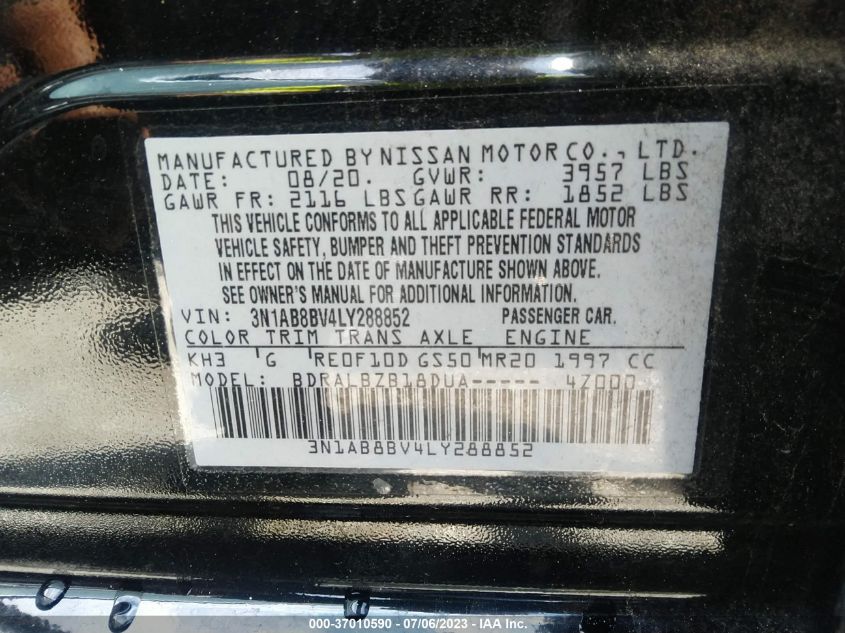 MANUFACTURED BY NISSAN MOTOR CO., LTD.
DATE: 08/20. GVWR: 3957 LBS
GAWR FR: 2116 LBS GAWR RR: 1852 LBS
THIS VEHICLE CONFORMS TO ALL APPLICABLE FEDERAL MOTOR
VEHICLE SAFETY, BUMPER AND THEFT PREVENTION STANDARDS
IN EFFECT ON THE DATE OF MANUFACTURE SHOWN ABOVE.
SEE OWNER'S MANUAL FOR ADDITIONAL INFORMATION.
VIN: 3N1AB8BV4LY288852 PASSENGER CAR.
COLOR TRIM TRANS AXLE ENGINE
KH3 G RE0F10D GS50 MR20 1997 CC
MODEL: BDRALBZB18DUA----- 4Z000-
3N1AB8BV4LY288852
000-37010590 - 07/06/2023 - IAA Inc.